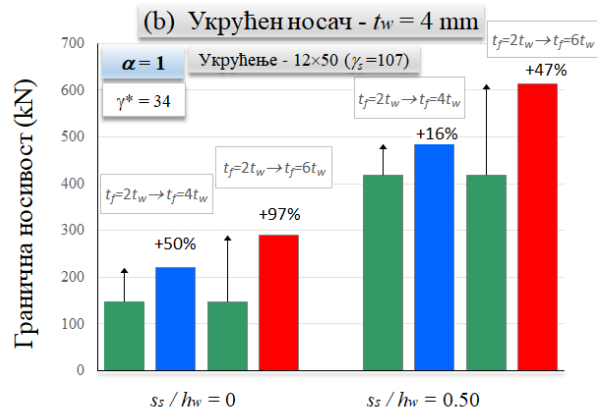 (b) Укрућен носач - tw = 4 mm
α = 1
Укрућење - 12×50 (γs =107)
γ* = 34
tf=2tw→tf=6tw
+47%
tf=2tw→tf=4tw
+16%
tf=2tw→tf=6tw
+97%
tf=2tw→tf=4tw
+50%
Гранична носивост (kN)
700
600
500
400
300
200
100
0
ss / hw = 0
ss / hw = 0.50